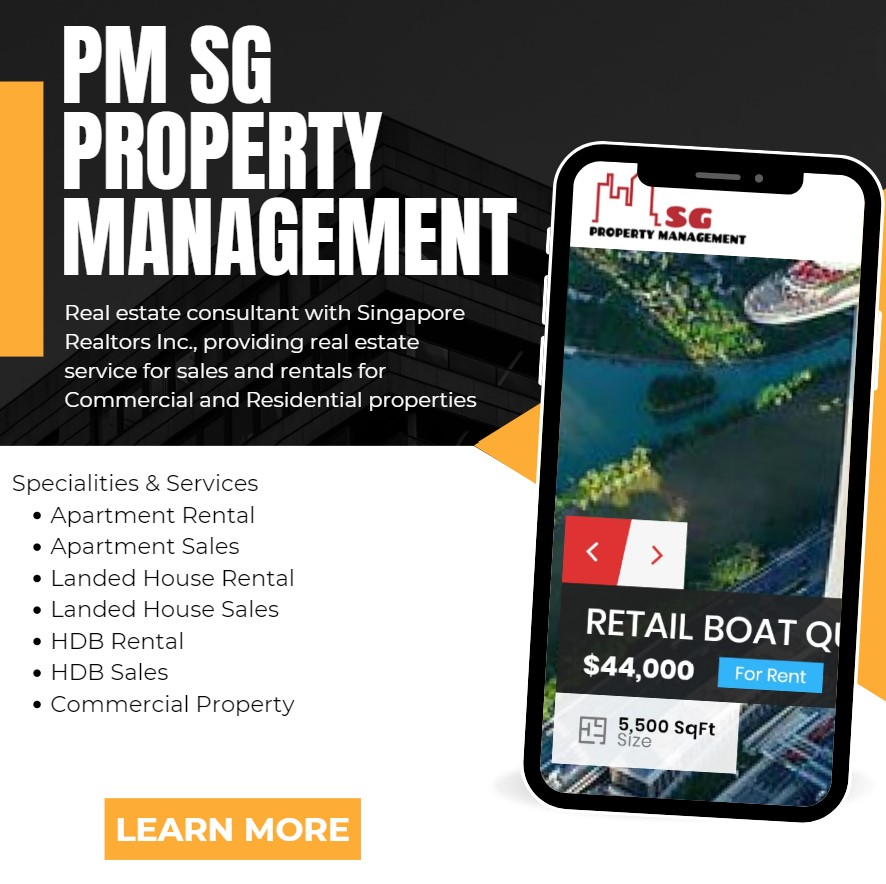 PM SG
PROPERTY
MANAGEMENT
Real estate consultant with Singapore
Realtors Inc., providing real estate
service for sales and rentals for
Commercial and Residential properties
Specialities & Services
• Apartment Rental
• Apartment Sales
• Landed House Rental
• Landed House Sales
• HDB Rental
• HDB Sales
• Commercial Property
LEARN MORE
SG
PROPERTY MANAGEMENT
RETAIL BOAT
$44,000
For Rent
5,500 SqFt
Size